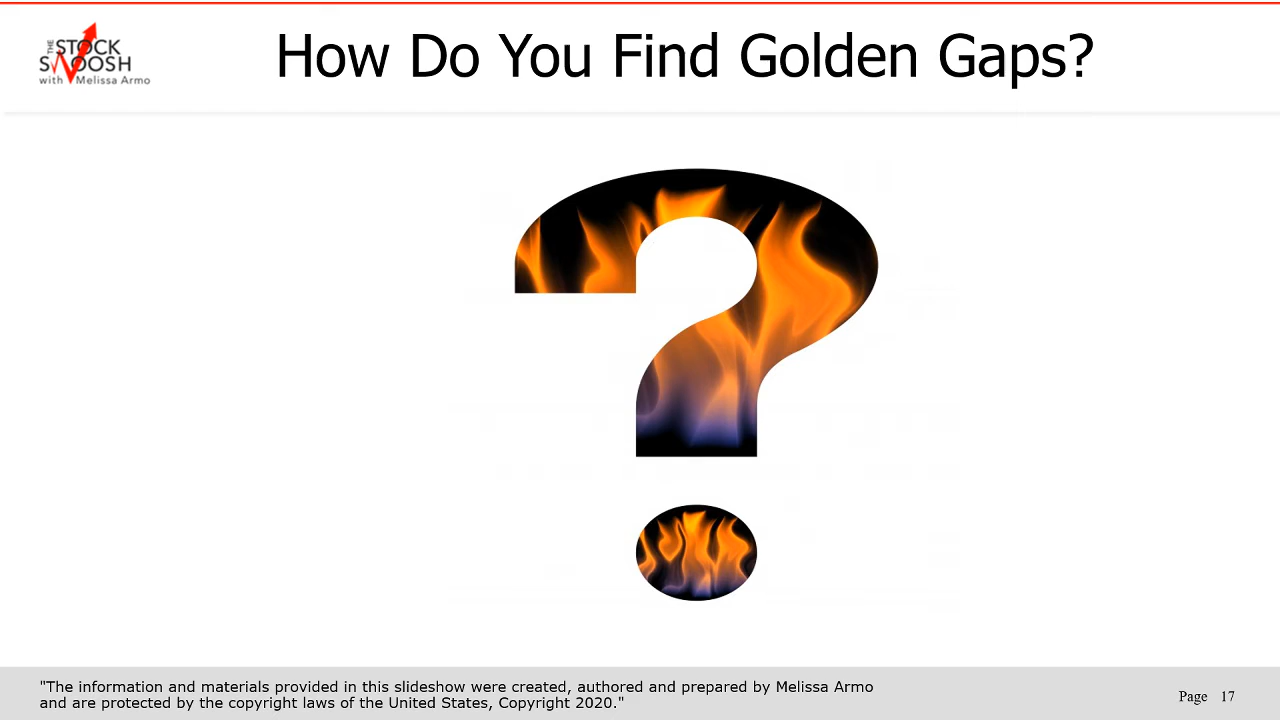 THE
STOCK
SWOOSH
with Melissa Armo
How Do You Find Golden Gaps?
?
"The information and materials provided in this slideshow were created, authored and prepared by Melissa Armo
and are protected by the copyright laws of the United States, Copyright 2020."
Page 17